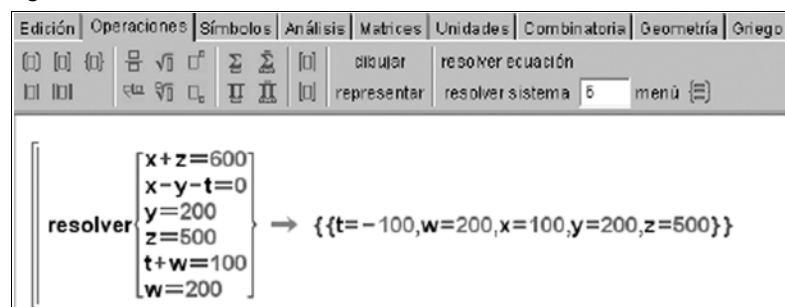 Edición Operaciones Símbolos Análisis Matrices Unidades Combinatoria Geometría Griego
dibujar resolver ecuación
representar resolver sistema 6 menú
x+z=600
x-y-t=0
y=200
resolver → {{t=-100,w=200,x=100,y=200,z=500}}
z=500
t+w=100
w=200